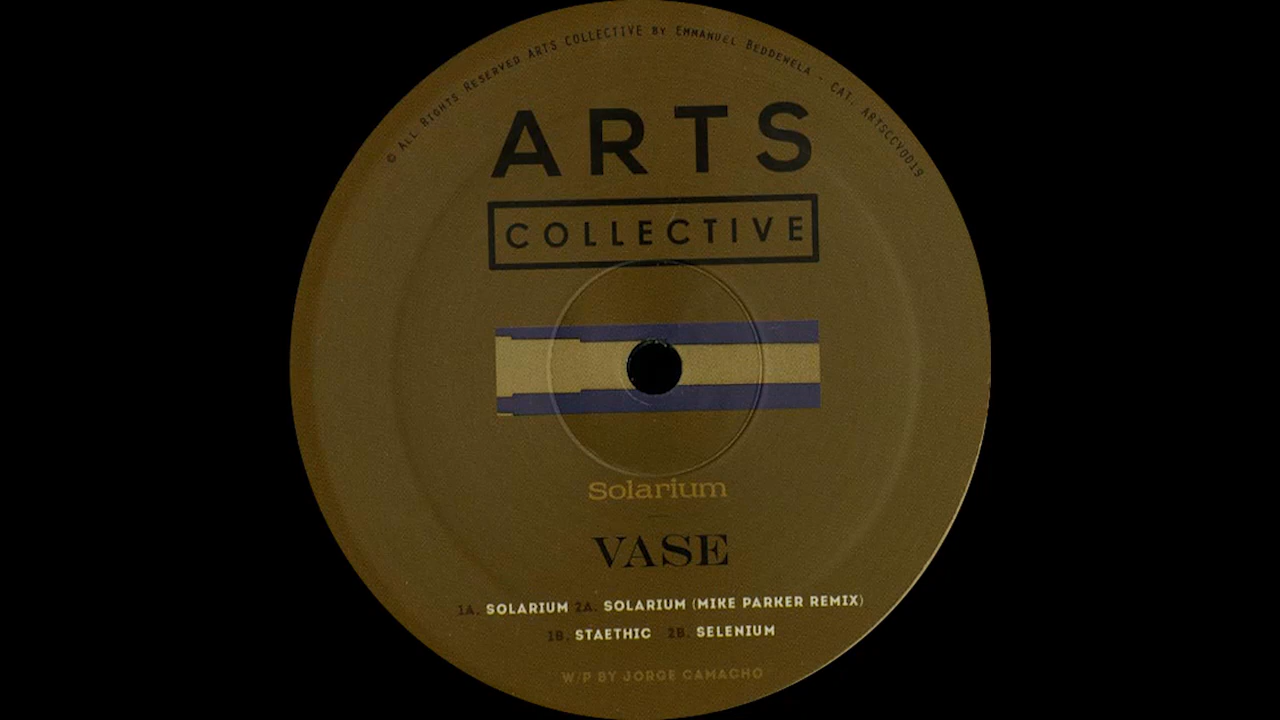 © All Rights Reserved ARTS COLLECTIVE BY EMMANUEL BEDDEWELA - CAT. ARTSCCV0019
ARTS
COLLECTIVE
Solarium
VASE
1A. SOLARIUM 2A. SOLARIUM (MIKE PARKER REMIX)
1B. STAETHIC 2B. SELENIUM
W/P BY JORGE CAMACHO